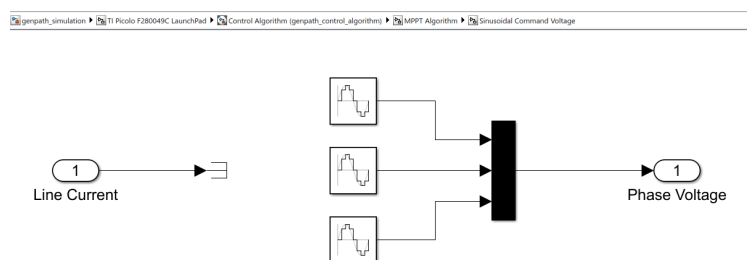 genpath_simulation TI Picolo F280049C LaunchPad Control Algorithm (genpath_control_algorithm) MPPT Algorithm Sinusoidal Command Voltage
1
1
Line Current
Phase Voltage